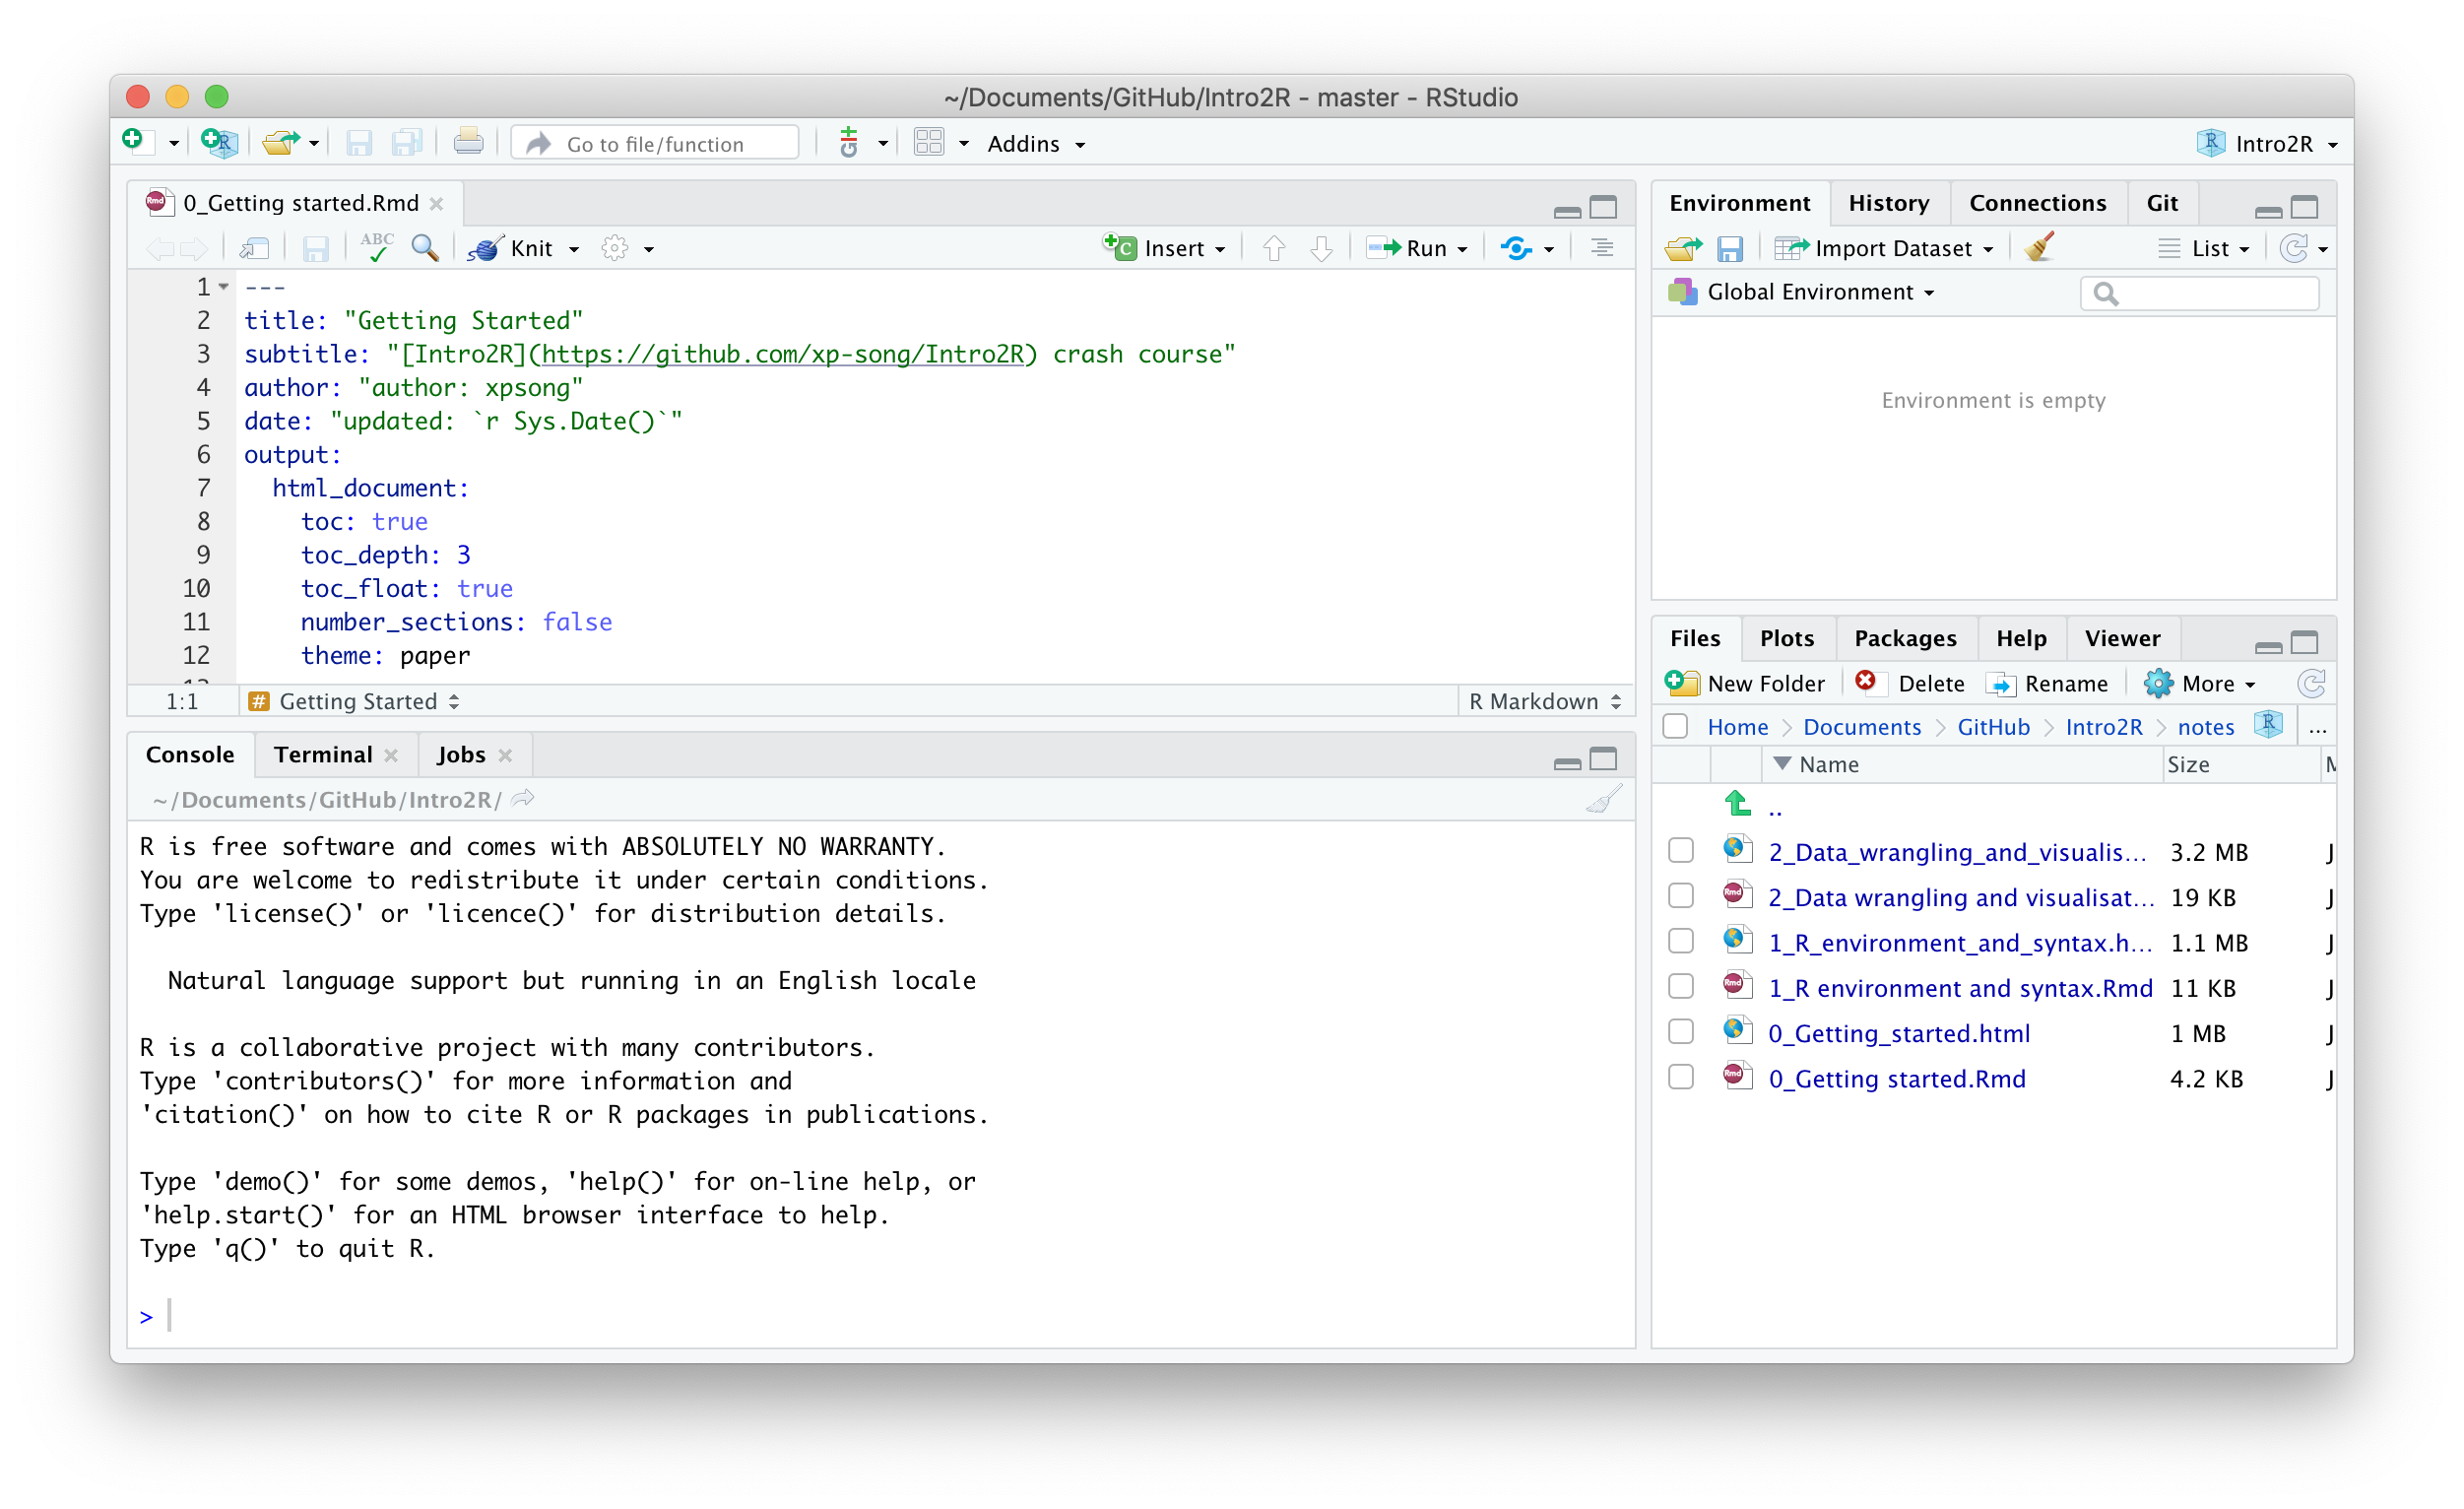 ~/Documents/GitHub/Intro2R - master - RStudio
Go to file/function
Addins
Intro2R
0_Getting started.Rmd
ABC
Knit
Insert
Run
1 ---
2 title: "Getting Started"
3 subtitle: "[Intro2R](https://github.com/xp-song/Intro2R) crash course"
4 author: "author: xpsong"
5 date: "updated: `r Sys.Date()`"
6 output:
7 html_document:
8 toc: true
9 toc_depth: 3
10 toc_float: true
11 number_sections: false
12 theme: paper
1:1 # Getting Started R Markdown
Console Terminal Jobs
~/Documents/GitHub/Intro2R/
R is free software and comes with ABSOLUTELY NO WARRANTY.
You are welcome to redistribute it under certain conditions.
Type 'license()' or 'licence()' for distribution details.
Natural language support but running in an English locale
R is a collaborative project with many contributors.
Type 'contributors()' for more information and
'citation()' on how to cite R or R packages in publications.
Type 'demo()' for some demos, 'help()' for on-line help, or
'help.start()' for an HTML browser interface to help.
Type 'q()' to quit R.
>
Environment History Connections Git
Import Dataset List
Global Environment
Environment is empty
Files Plots Packages Help Viewer
New Folder Delete Rename More
Home Documents GitHub Intro2R notes ...
Name Size
..
2_Data_wrangling_and_visualis... 3.2 MB
2_Data wrangling and visualisat... 19 KB
1_R_environment_and_syntax.h... 1.1 MB
1_R environment and syntax.Rmd 11 KB
0_Getting_started.html 1 MB
0_Getting started.Rmd 4.2 KB